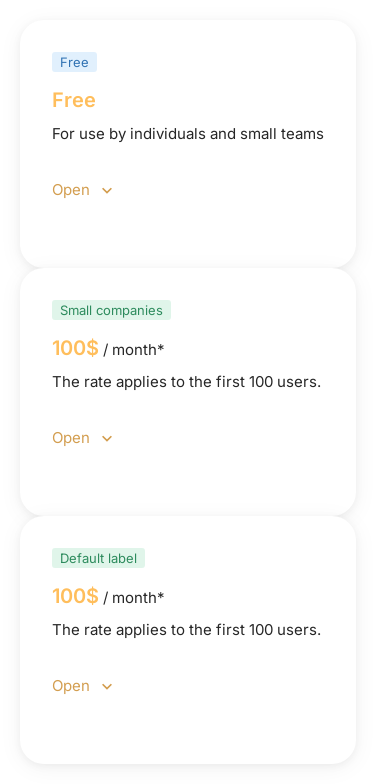 Free
Free
For use by individuals and small teams
Open
Small companies
100$ / month*
The rate applies to the first 100 users.
Open
Default label
100$ / month*
The rate applies to the first 100 users.
Open